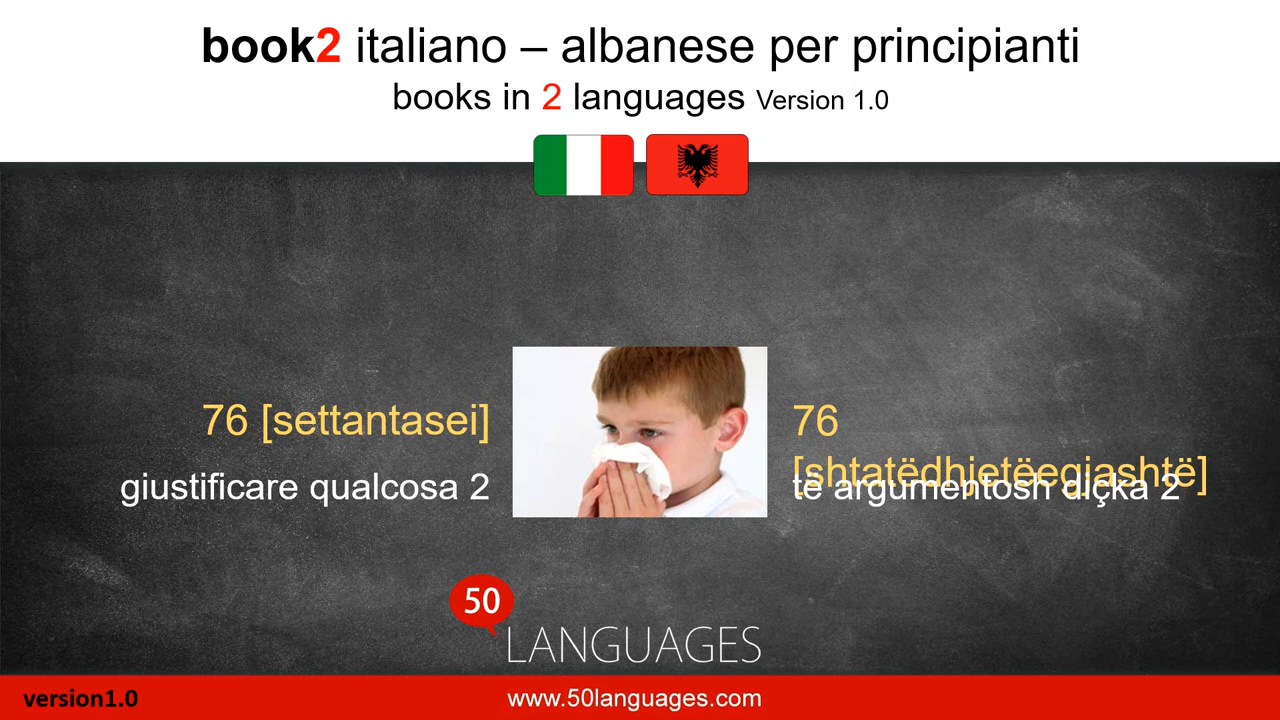 book2 italiano – albanese per principianti
books in 2 languages Version 1.0
76 [settantasei]
giustificare qualcosa 2
76
[shtatëdhjetëegjashtë]
të argumentosh diçka 2
50
LANGUAGES
version1.0
www.50languages.com